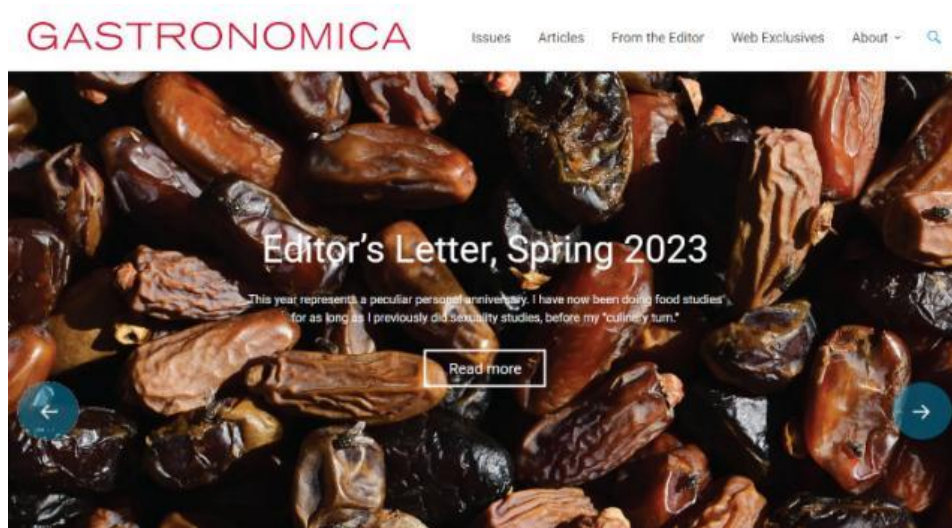 GASTRONOMICA
Issues Articles From the Editor Web Exclusives About
Editor's Letter, Spring 2023
This year represents a peculiar personal anniversary. I have now been doing food studies
for as long as I previously did sexuality studies, before my "culinary turn."
Read more